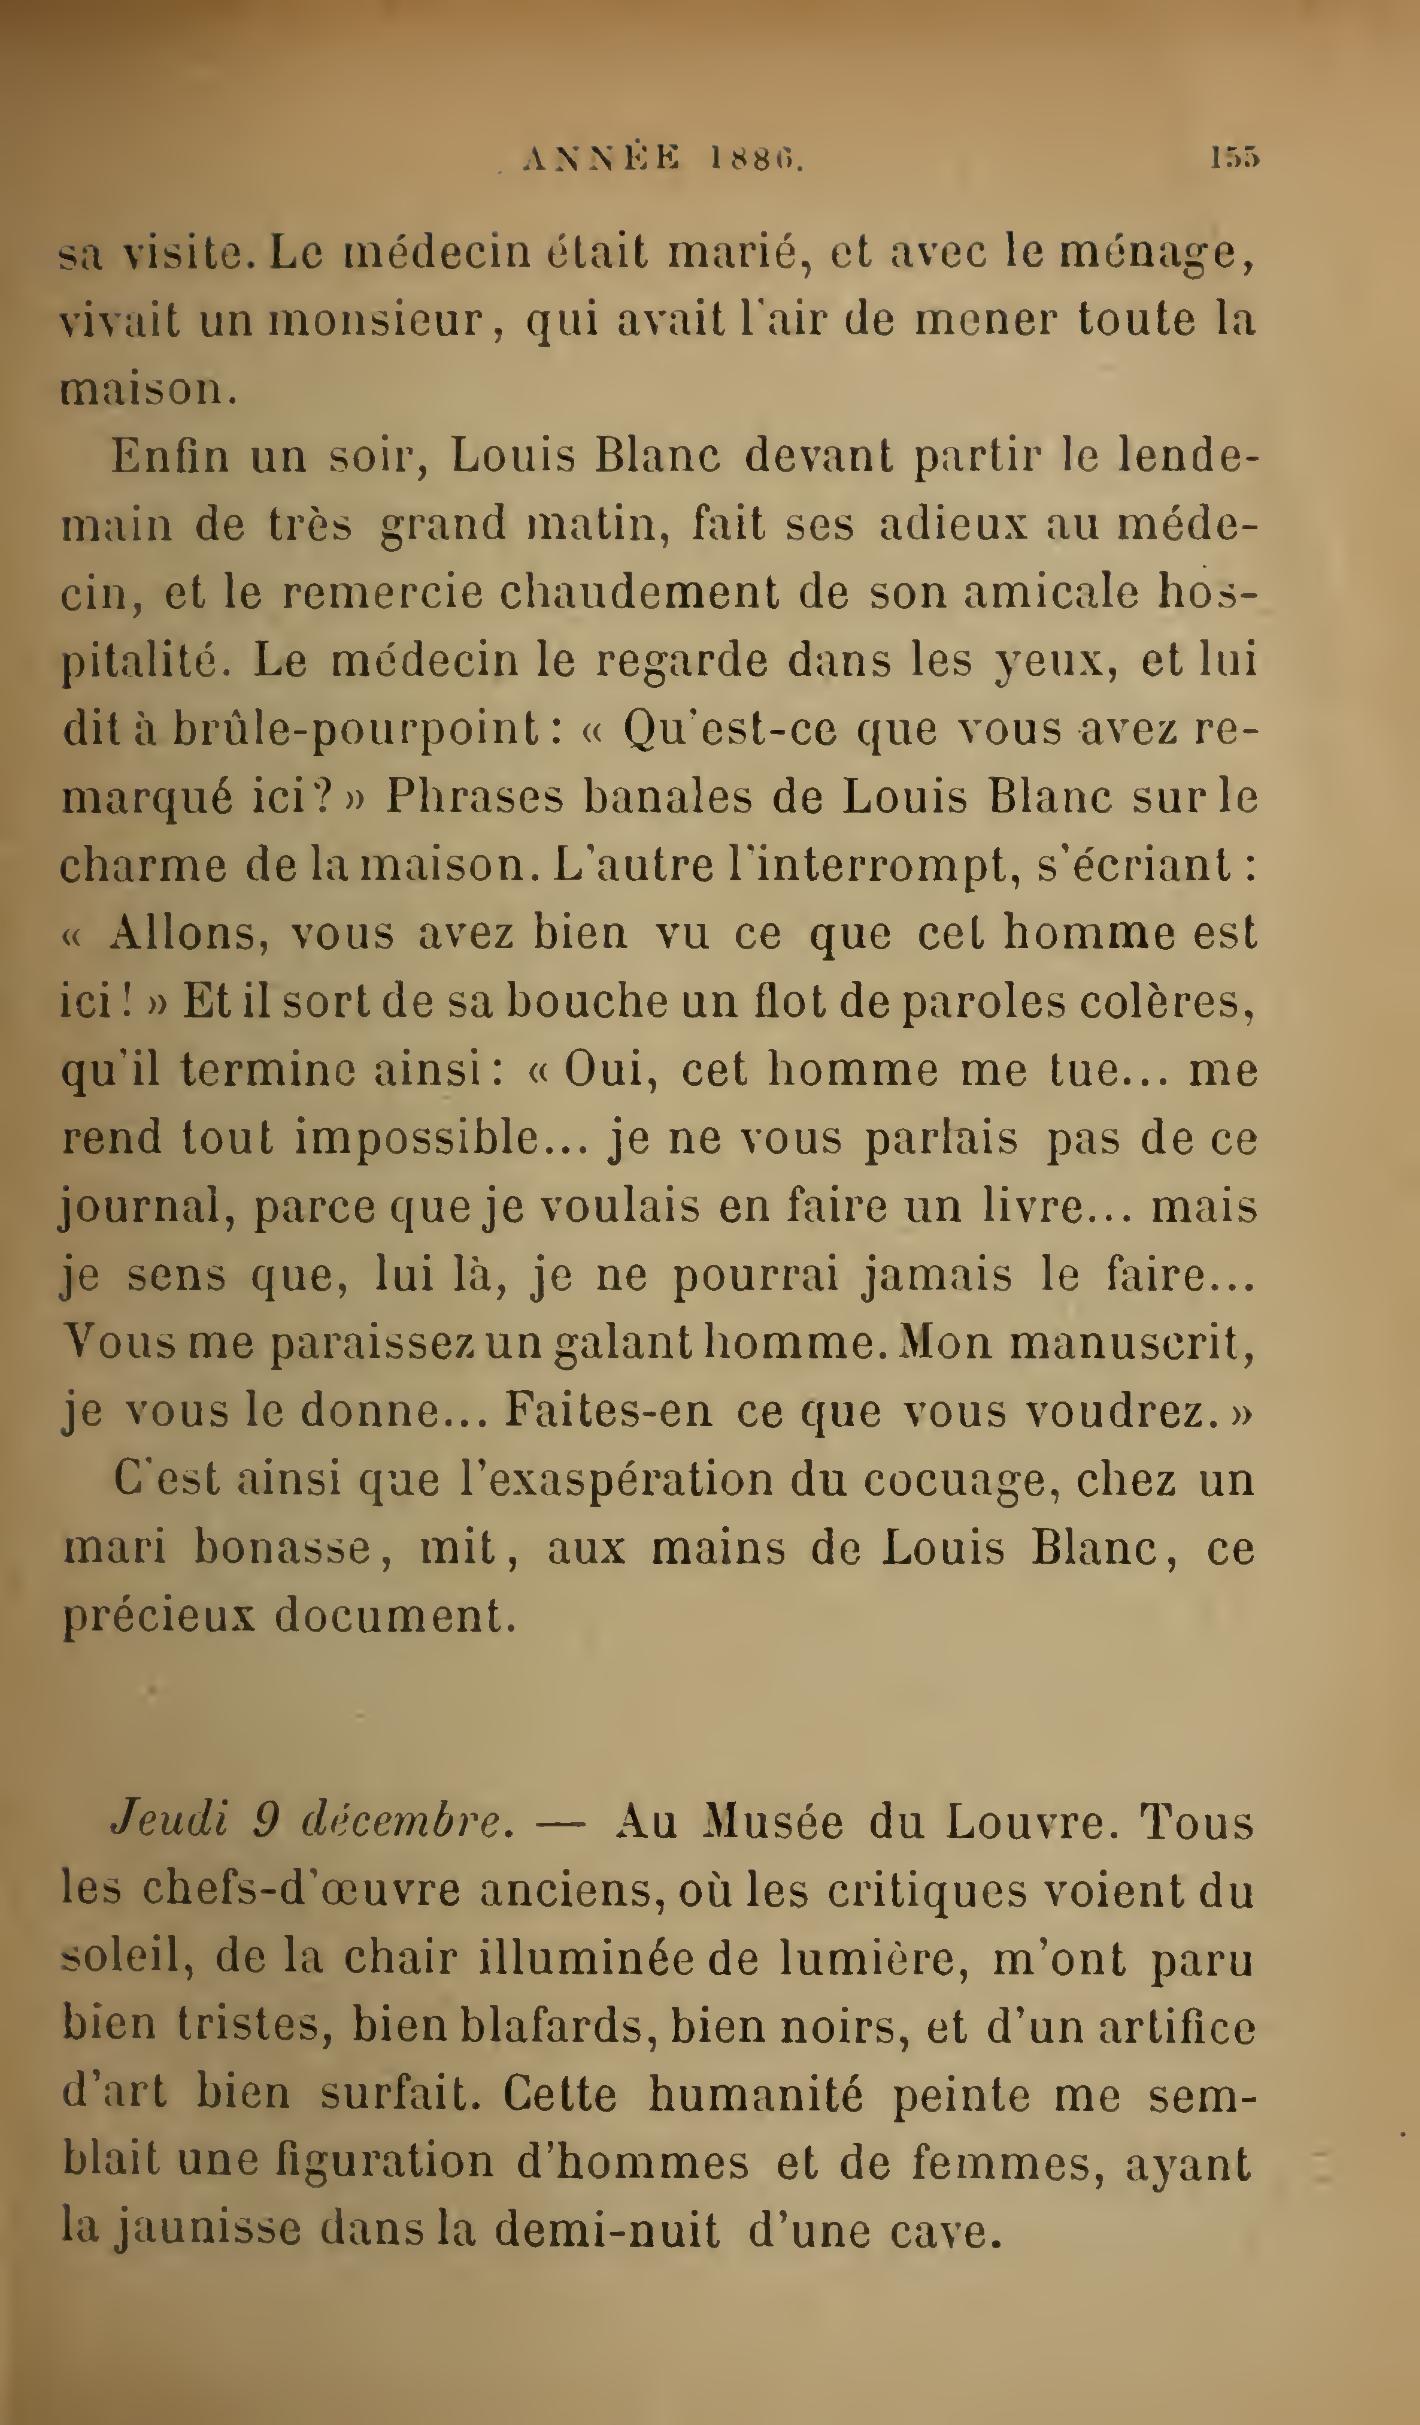 ANNÉE 1886. 155
sa visite. Le médecin était marié, et avec le ménage,
vivait un monsieur, qui avait l'air de mener toute la
maison.
Enfin un soir, Louis Blanc devant partir le lende-
main de très grand matin, fait ses adieux au méde-
cin, et le remercie chaudement de son amicale hos-
pitalité. Le médecin le regarde dans les yeux, et lui
dit à brûle-pourpoint : « Qu'est-ce que vous avez re-
marqué ici ? » Phrases banales de Louis Blanc sur le
charme de la maison. L'autre l'interrompt, s'écriant :
« Allons, vous avez bien vu ce que cet homme est
ici ! » Et il sort de sa bouche un flot de paroles colères,
qu'il termine ainsi : « Oui, cet homme me tue... me
rend tout impossible... je ne vous parlais pas de ce
journal, parce que je voulais en faire un livre... mais
je sens que, lui là, je ne pourrai jamais le faire...
Vous me paraissez un galant homme. Mon manuscrit,
je vous le donne... Faites-en ce que vous voudrez. »
C'est ainsi que l'exaspération du cocuage, chez un
mari bonasse, mit, aux mains de Louis Blanc, ce
précieux document.
Jeudi 9 décembre. — Au Musée du Louvre. Tous
les chefs-d'œuvre anciens, où les critiques voient du
soleil, de la chair illuminée de lumière, m'ont paru
bien tristes, bien blafards, bien noirs, et d'un artifice
d'art bien surfait. Cette humanité peinte me sem-
blait une figuration d'hommes et de femmes, ayant
la jaunisse dans la demi-nuit d'une cave.